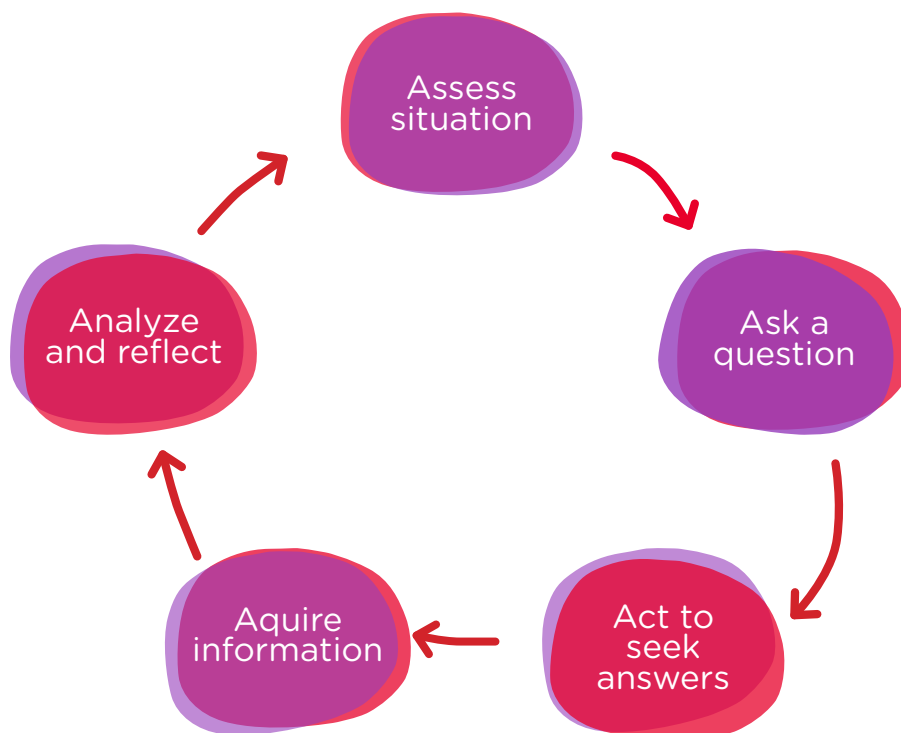 Assess
situation
Ask a
question
Act to
seek
answers
Aquire
information
Analyze
and reflect